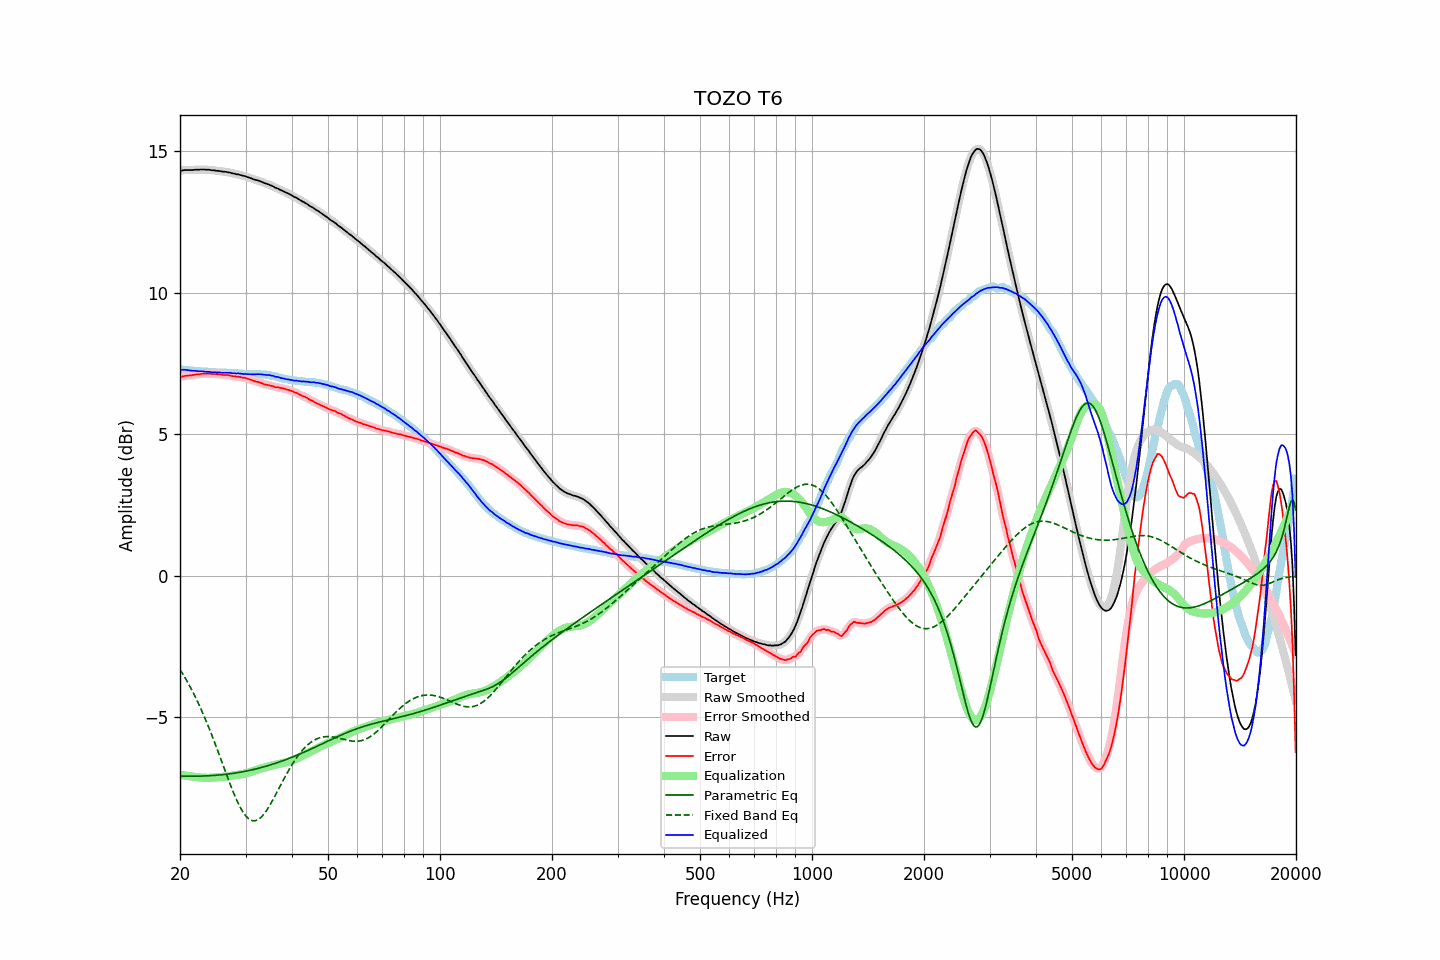 TOZO T6
Amplitude (dBr)
15
10
5
0
−5
Target
Raw Smoothed
Error Smoothed
Raw
Error
Equalization
Parametric Eq
Fixed Band Eq
Equalized
20 50 100 200 500 1000 2000 5000 10000 20000
Frequency (Hz)